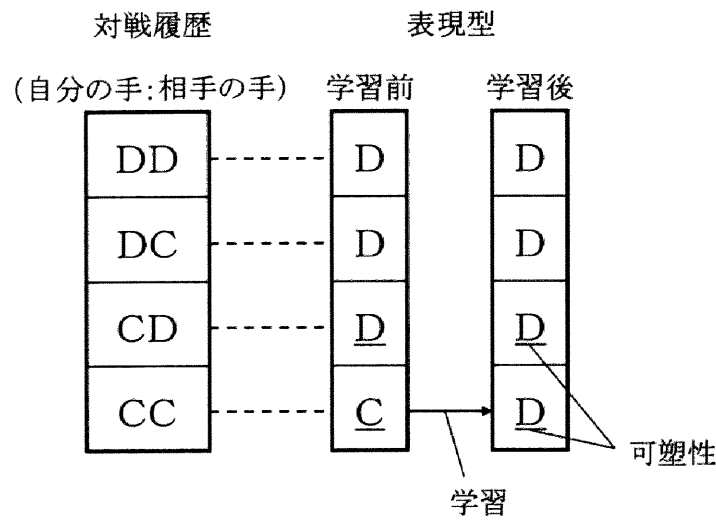 対戦履歴 表現型
(自分の手:相手の手) 学習前 学習後
DD D D
DC D D
CD D D
CC C D
可塑性
学習